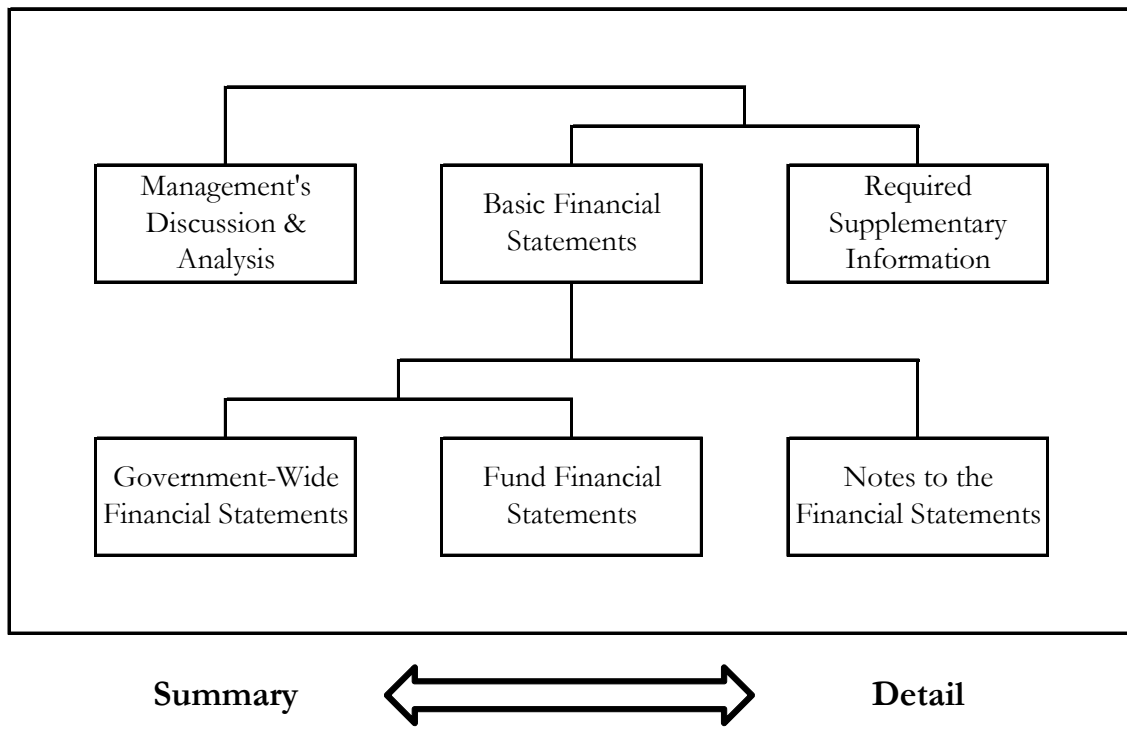 Management's
Discussion &
Analysis
Basic Financial
Statements
Required
Supplementary
Information
Government-Wide
Financial Statements
Fund Financial
Statements
Notes to the
Financial Statements
Summary
Detail